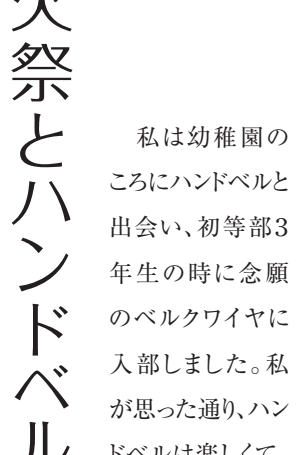 火祭とハンドベル
私は幼稚園の
ころにハンドベルと
出会い、初等部3
年生の時に念願
のベルクワイヤに
入部しました。私
が思った通り、ハン
ドベルは楽しくて、